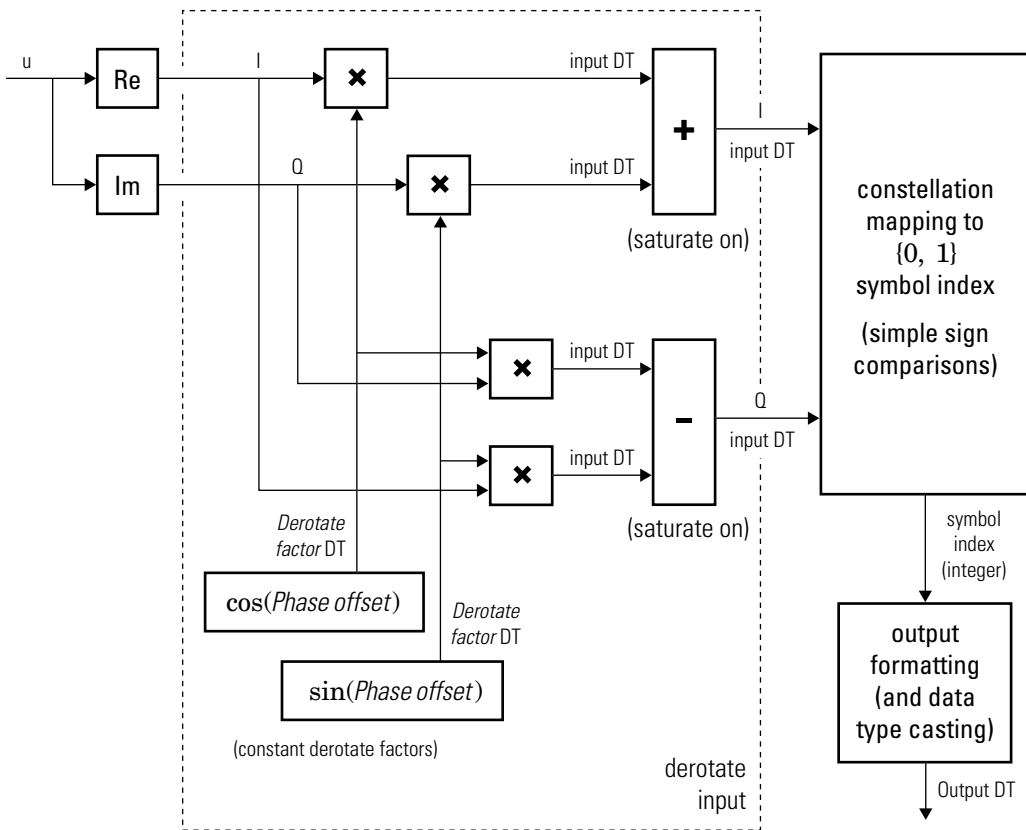 u
Re
I
×
input DT
+
I
input DT
Im
Q
×
input DT
(saturate on)
constellation
mapping to
{0, 1}
symbol index
(simple sign
comparisons)
×
input DT
−
Q
input DT
×
input DT
(saturate on)
Derotate
factor DT
cos(Phase offset)
Derotate
factor DT
sin(Phase offset)
(constant derotate factors)
derotate
input
symbol
index
(integer)
output
formatting
(and data
type casting)
Output DT